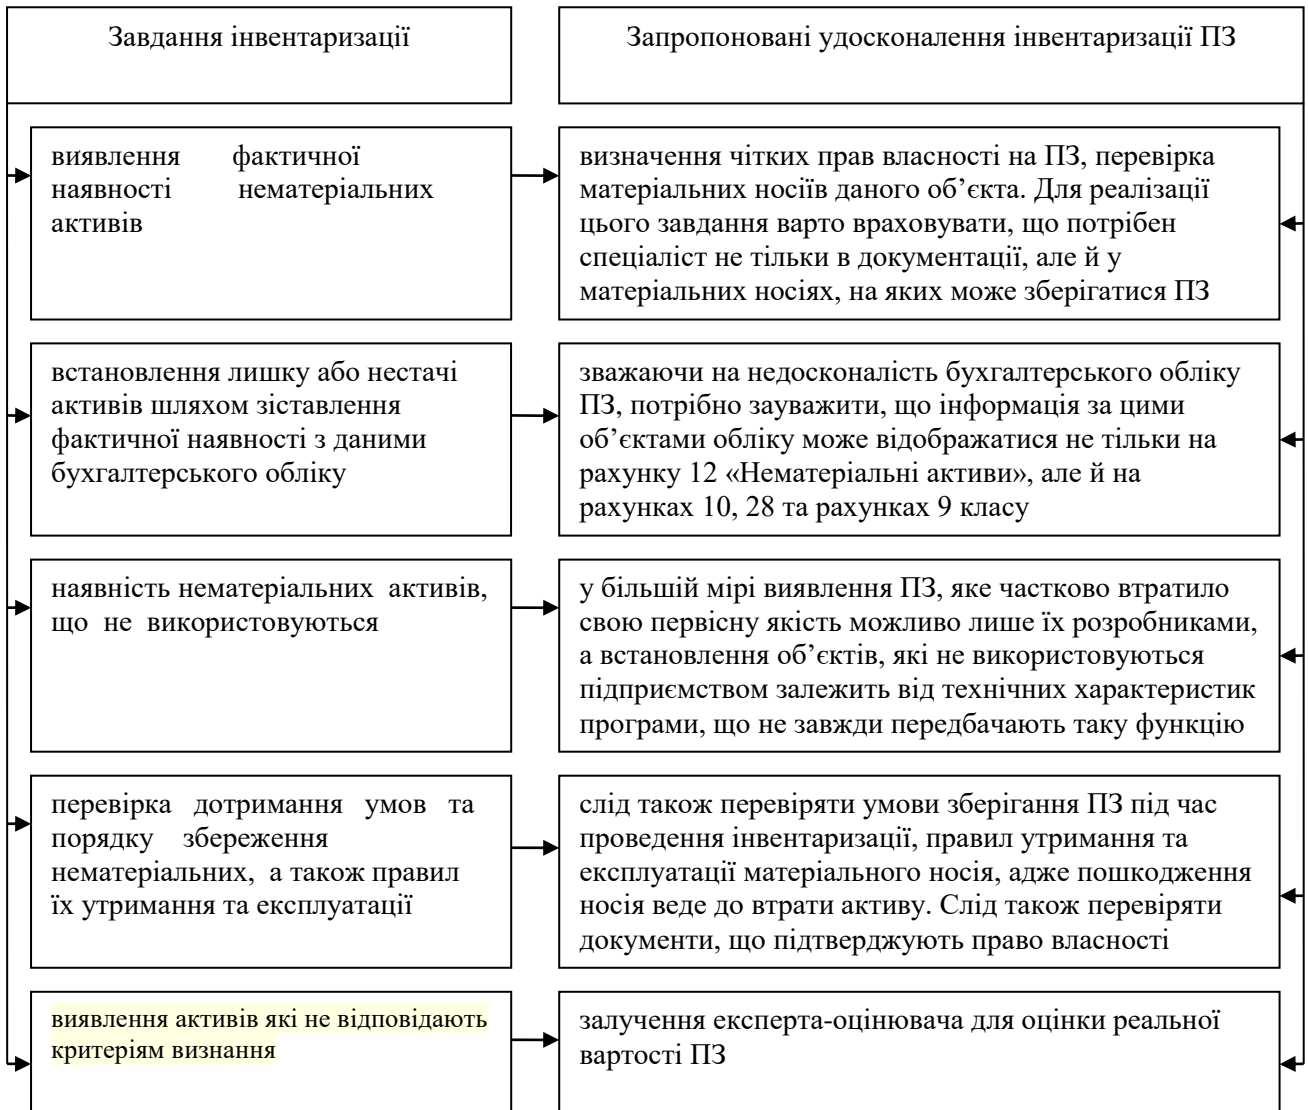 Завдання інвентаризації
Запропоновані удосконалення інвентаризації ПЗ
виявлення фактичної
наявності нематеріальних
активів
визначення чітких прав власності на ПЗ, перевірка
матеріальних носіїв даного об’єкта. Для реалізації
цього завдання варто враховувати, що потрібен
спеціаліст не тільки в документації, але й у
матеріальних носіях, на яких може зберігатися ПЗ
встановлення лишку або нестачі
активів шляхом зіставлення
фактичної наявності з даними
бухгалтерського обліку
зважаючи на недосконалість бухгалтерського обліку
ПЗ, потрібно зауважити, що інформація за цими
об’єктами обліку може відображатися не тільки на
рахунку 12 «Нематеріальні активи», але й на
рахунках 10, 28 та рахунках 9 класу
наявність нематеріальних активів,
що не використовуються
у більшій мірі виявлення ПЗ, яке частково втратило
свою первісну якість можливо лише їх розробниками,
а встановлення об’єктів, які не використовуються
підприємством залежить від технічних характеристик
програми, що не завжди передбачають таку функцію
перевірка дотримання умов та
порядку збереження
нематеріальних, а також правил
їх утримання та експлуатації
слід також перевіряти умови зберігання ПЗ під час
проведення інвентаризації, правил утримання та
експлуатації матеріального носія, адже пошкодження
носія веде до втрати активу. Слід також перевіряти
документи, що підтверджують право власності
виявлення активів які не відповідають
критеріям визнання
залучення експерта-оцінювача для оцінки реальної
вартості ПЗ